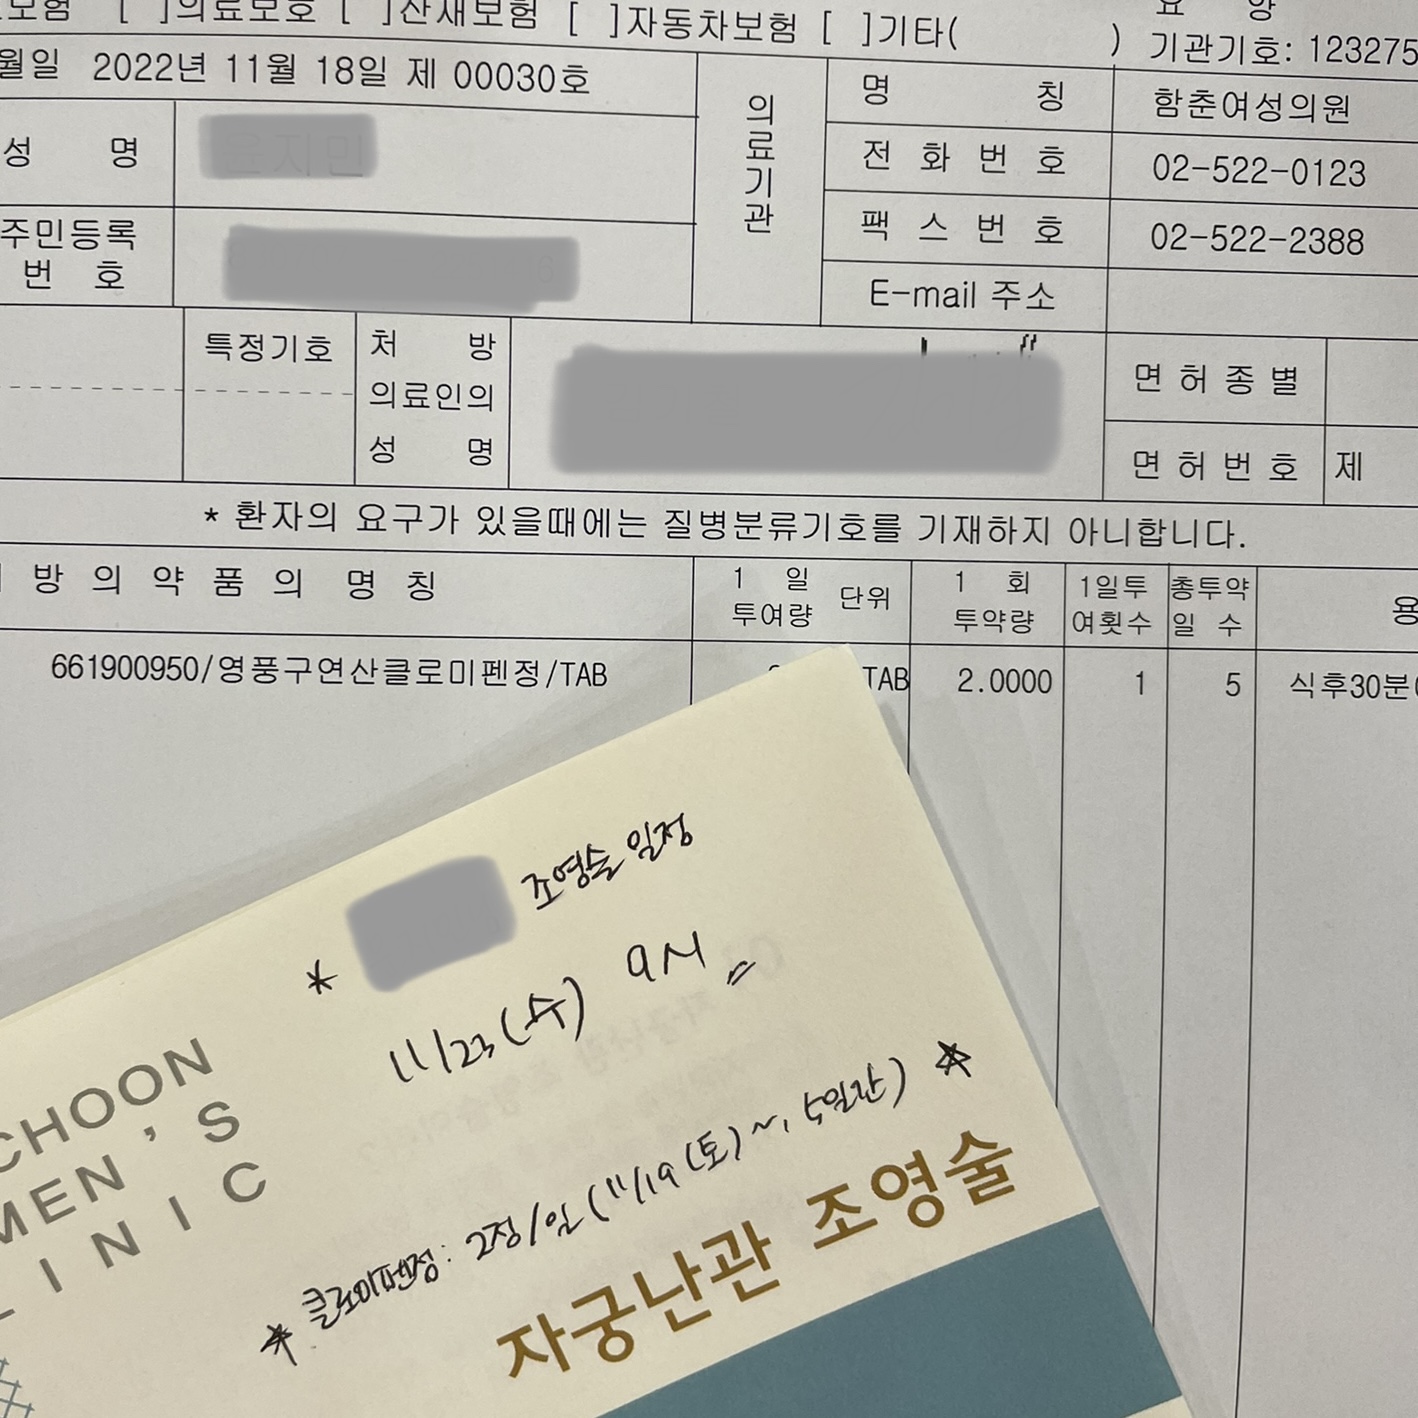 보험 [ ]의료보호 [ ]산재보험 [ ]자동차보험 [ ]기타( )
요 양
기관기호: 123275
월일 2022년 11월 18일 제 00030호
성 명
주민등록
번 호
의료기관
명 칭 함춘여성의원
전 화 번 호 02-522-0123
팩 스 번 호 02-522-2388
E-mail 주소
특정기호
처 방
의료인의
성 명
면 허 종 별
면 허 번 호 제
* 환자의 요구가 있을때에는 질병분류기호를 기재하지 아니합니다.
방 의 약 품 의 명 칭
1 일
투여량 단위
1 회
투약량
1일투
여횟수
총투약
일 수
용
661900950/영풍구연산클로미펜정/TAB TAB 2.0000 1 5 식후30분
* 조영술 일정
11/23(수) 9시
* 클로미펜정: 2정/일 (11/19(토)~, 5일간)
자궁난관 조영술
CHOON
MEN'S
LINIC